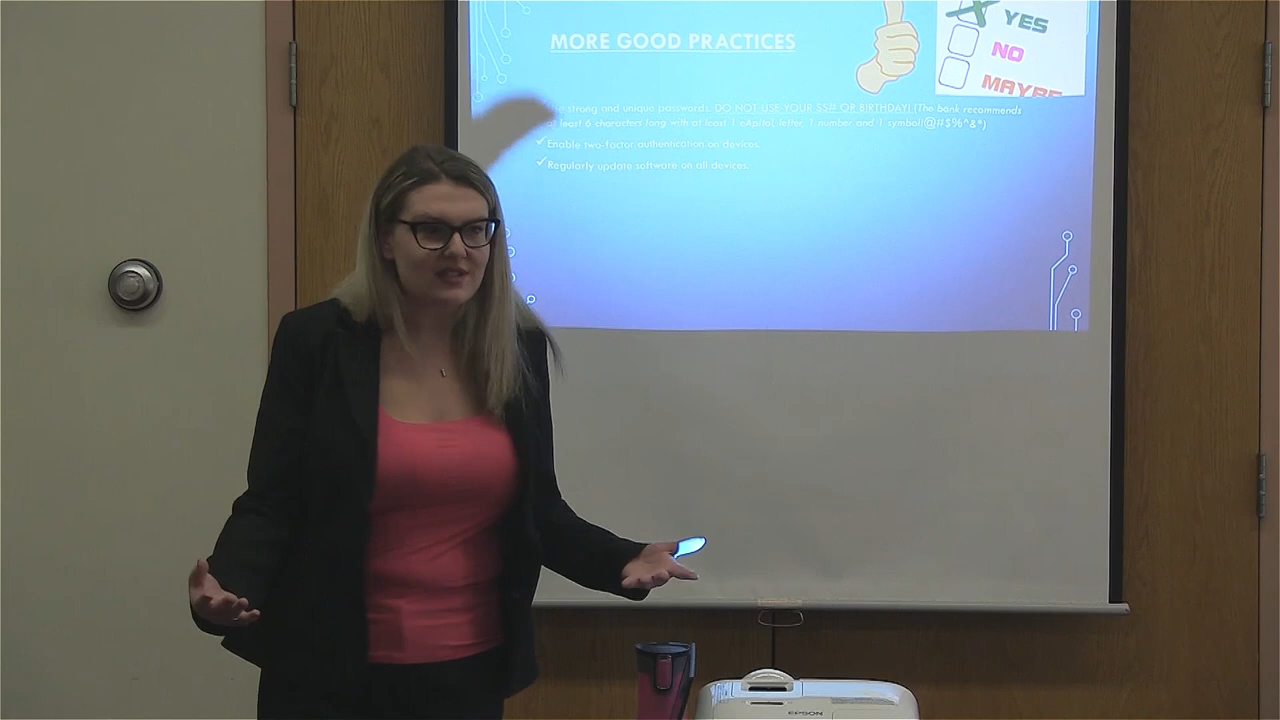 MORE GOOD PRACTICES
YES
NO
MAYBE
strong and unique passwords. DO NOT USE YOUR SS# OR BIRTHDAY! (The bank recommends
at least 6 characters long with at least 1 cApital letter, 1 number and 1 symbol!@#$%^&*)
✓Enable two-factor authentication on devices.
✓Regularly update software on all devices.
EPSON